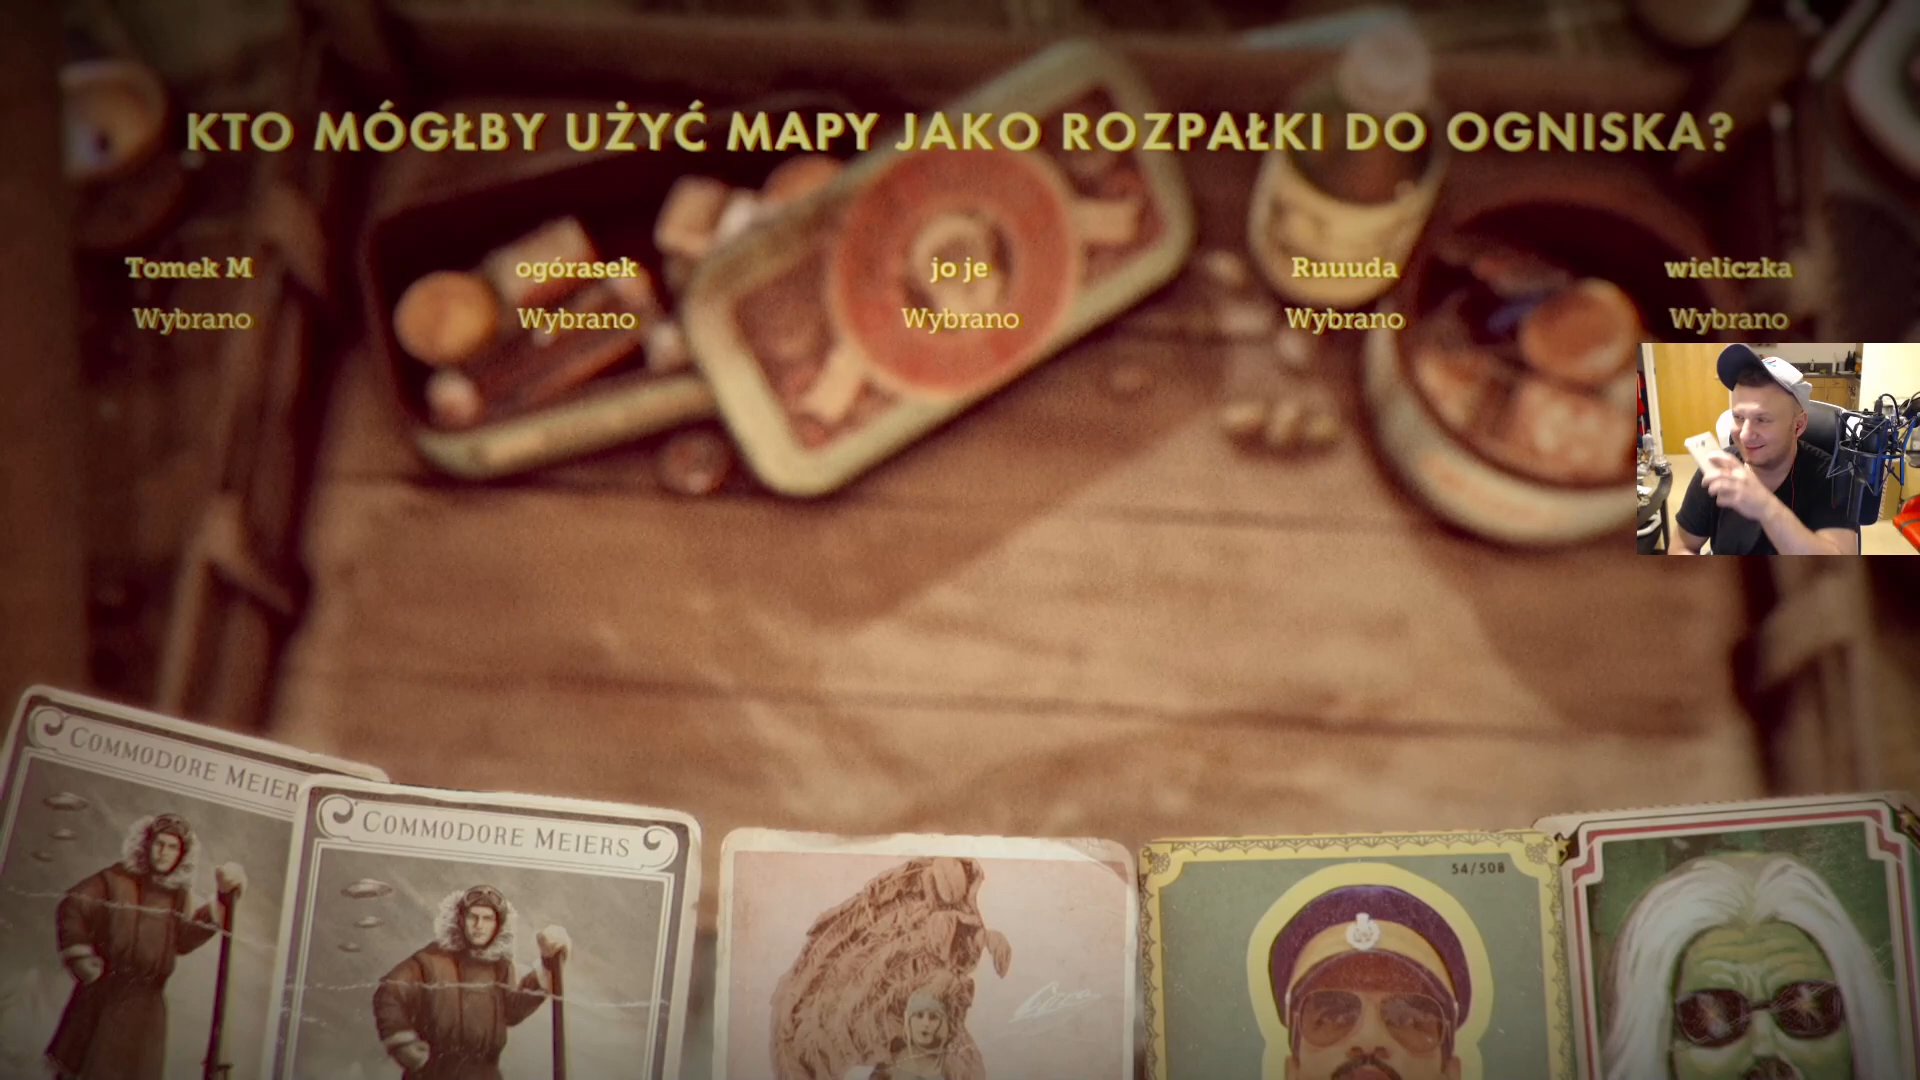 KTO MÓGŁBY UŻYĆ MAPY JAKO ROZPAŁKI DO OGNISKA?
Tomek M
Wybrano
ogórasek
Wybrano
jo je
Wybrano
Ruuuda
Wybrano
wieliczka
Wybrano
COMMODORE MEIERS
COMMODORE MEIERS
54/508